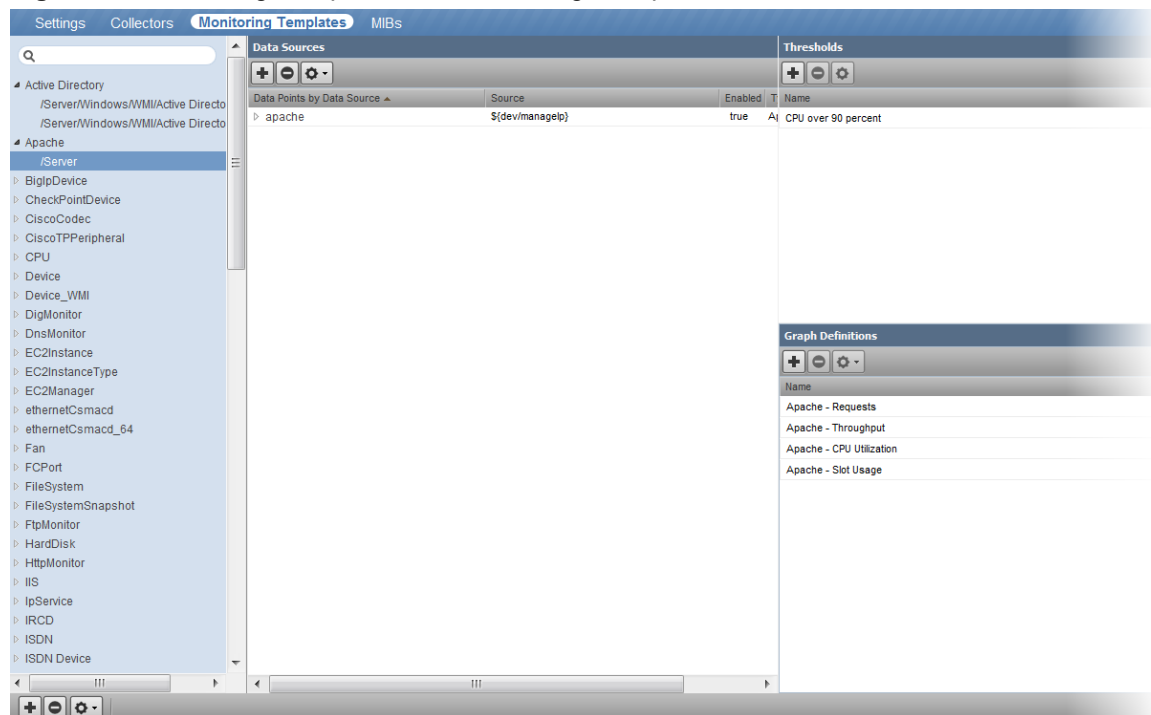 Settings Collectors Monitoring Templates MIBs
Active Directory
/Server/Windows/WMI/Active Directo
/Server/Windows/WMI/Active Directo
Apache
/Server
BigIpDevice
CheckPointDevice
CiscoCodec
CiscoTPPeripheral
CPU
Device
Device_WMI
DigMonitor
DnsMonitor
EC2Instance
EC2InstanceType
EC2Manager
ethernetCsmacd
ethernetCsmacd_64
Fan
FCPort
FileSystem
FileSystemSnapshot
FtpMonitor
HardDisk
HttpMonitor
IIS
IpService
IRCD
ISDN
ISDN Device
Data Sources
Data Points by Data Source Source Enabled T
apache ${dev/manageIp} true A
Thresholds
Name
CPU over 90 percent
Graph Definitions
Name
Apache - Requests
Apache - Throughput
Apache - CPU Utilization
Apache - Slot Usage